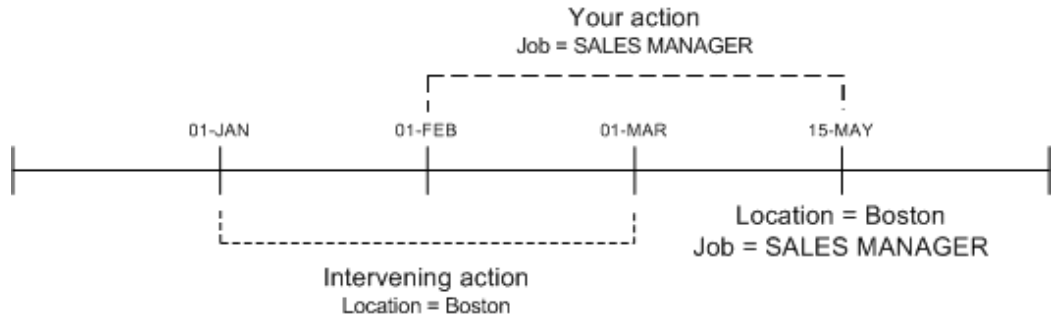 Your action
Job = SALES MANAGER
01-JAN
01-FEB
01-MAR
15-MAY
Location = Boston
Job = SALES MANAGER
Intervening action
Location = Boston